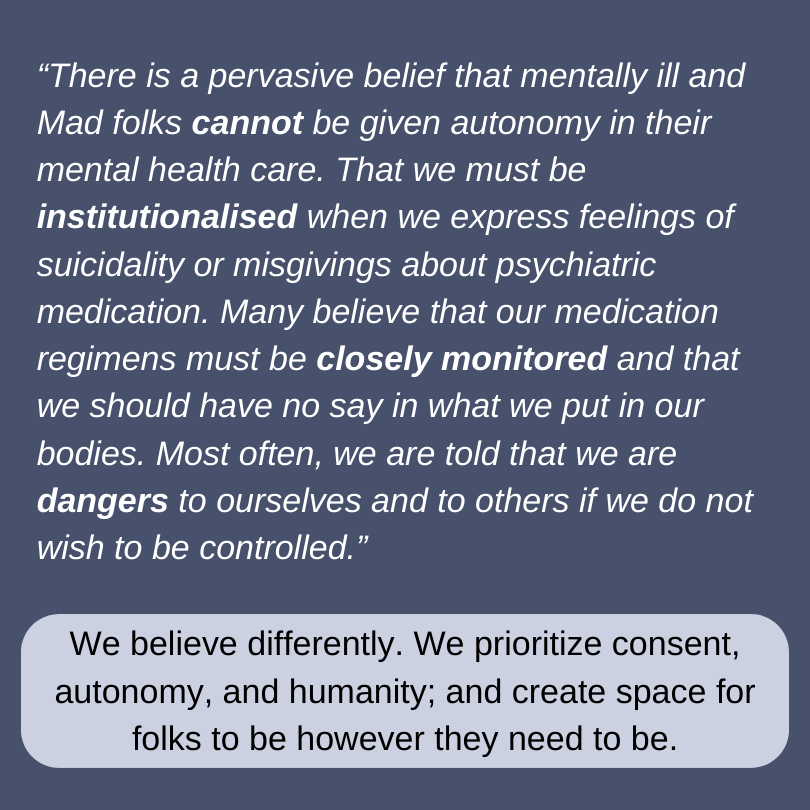 “There is a pervasive belief that mentally ill and
Mad folks cannot be given autonomy in their
mental health care. That we must be
institutionalised when we express feelings of
suicidality or misgivings about psychiatric
medication. Many believe that our medication
regimens must be closely monitored and that
we should have no say in what we put in our
bodies. Most often, we are told that we are
dangers to ourselves and to others if we do not
wish to be controlled.”
We believe differently. We prioritize consent,
autonomy, and humanity; and create space for
folks to be however they need to be.